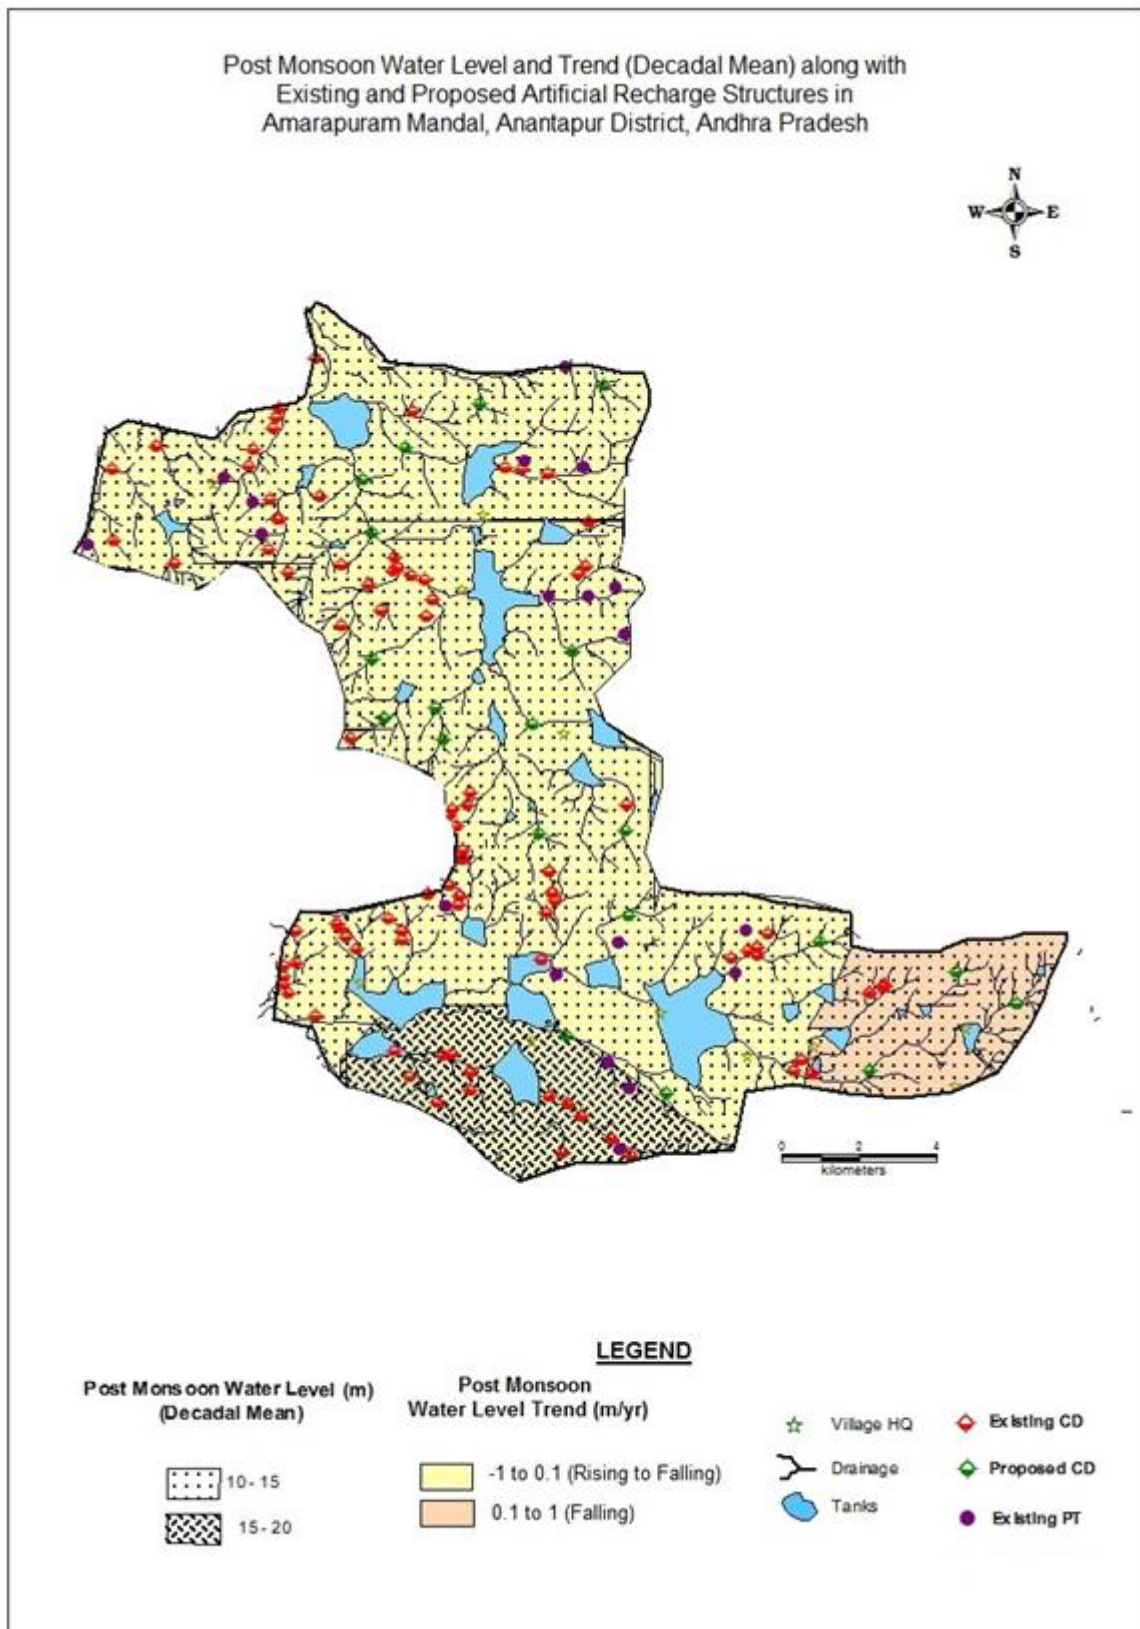 Post Monsoon Water Level and Trend (Decadal Mean) along with
Existing and Proposed Artificial Recharge Structures in
Amarapuram Mandal, Anantapur District, Andhra Pradesh
N
W E
S
0 2 4
kilometers
LEGEND
Post Monsoon Water Level (m)
(Decadal Mean)
10-15
15-20
Post Monsoon
Water Level Trend (m/yr)
-1 to 0.1 (Rising to Falling)
0.1 to 1 (Falling)
Village HQ
Drainage
Tanks
Existing CD
Proposed CD
Existing PT